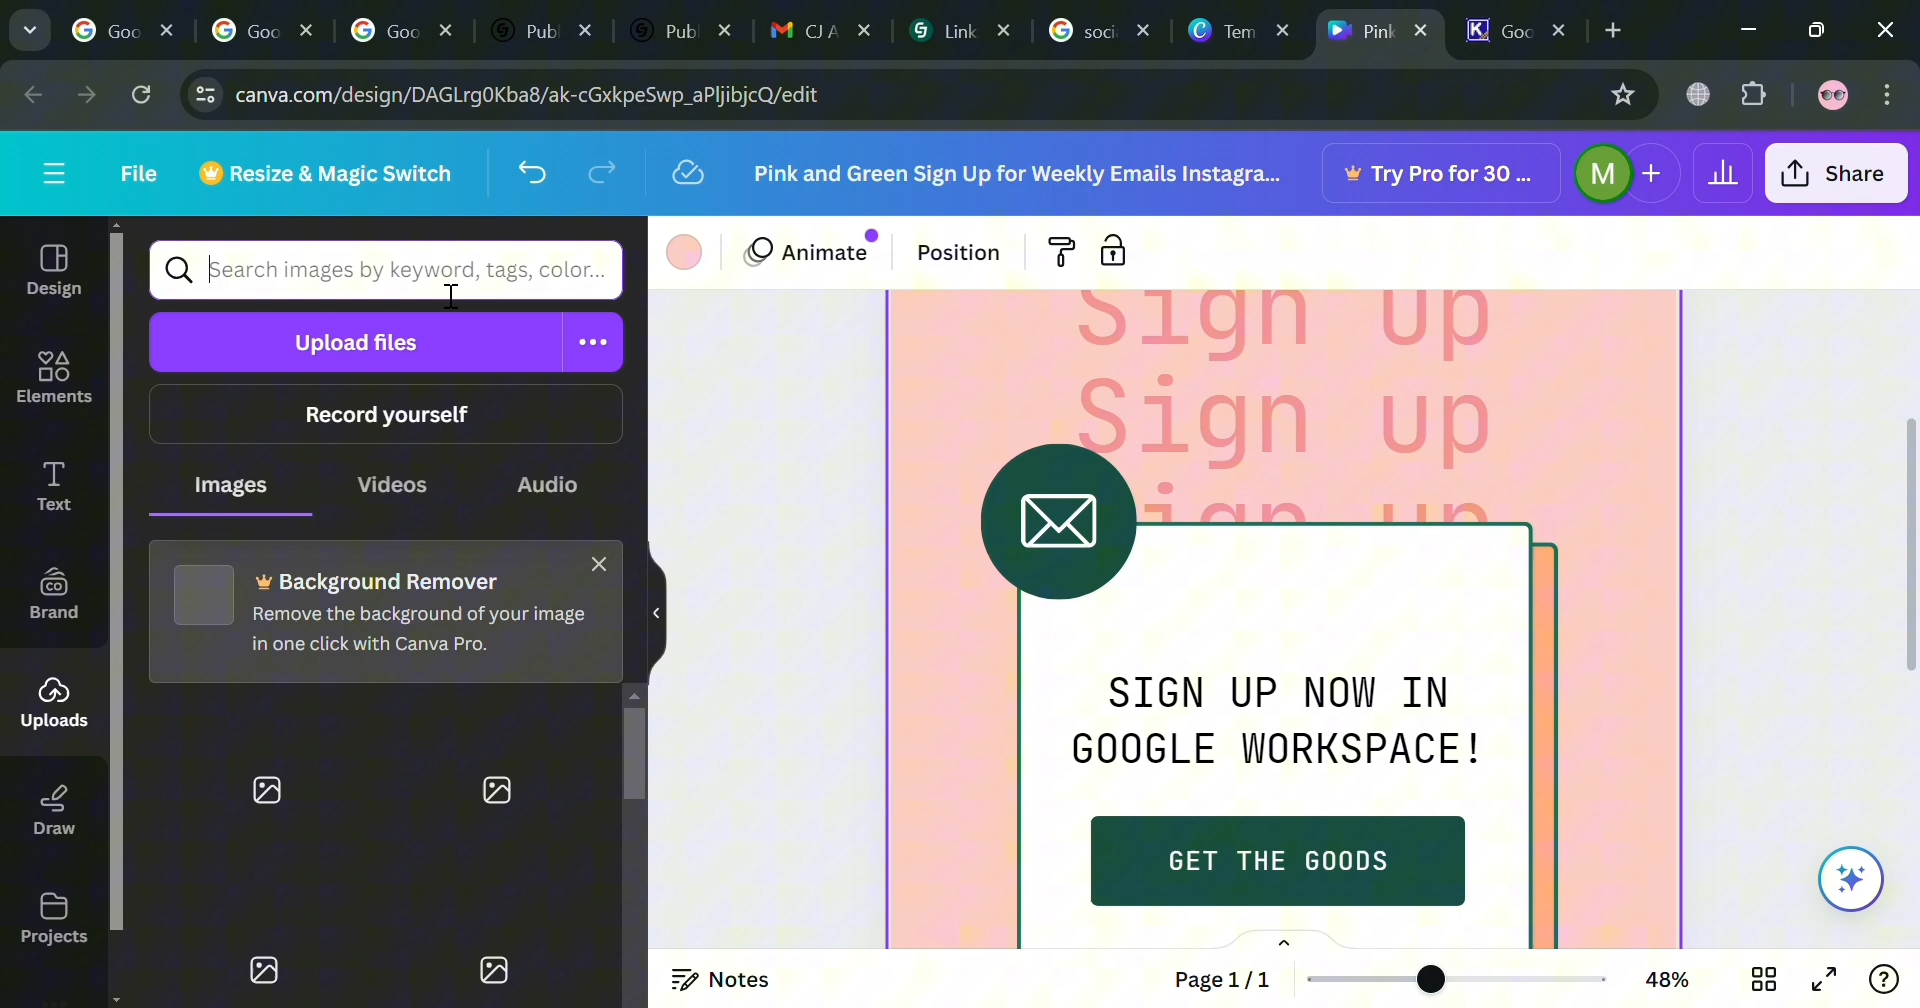 Goo
Goo
Goo
Publ
Publ
CJ A
Link
soci
Tem
Pink
Goo
canva.com/design/DAGLrg0Kba8/ak-cGxkpeSwp_aPljibjcQ/edit
File
Resize & Magic Switch
Pink and Green Sign Up for Weekly Emails Instagra...
Try Pro for 30 ...
M
Share
Design
Elements
Text
Brand
Uploads
Draw
Projects
Search images by keyword, tags, color...
Upload files
Record yourself
Images
Videos
Audio
Background Remover
Remove the background of your image
in one click with Canva Pro.
Animate
Position
Sign up
Sign up
Sign up
SIGN UP NOW IN
GOOGLE WORKSPACE!
GET THE GOODS
Notes
Page 1 / 1
48%